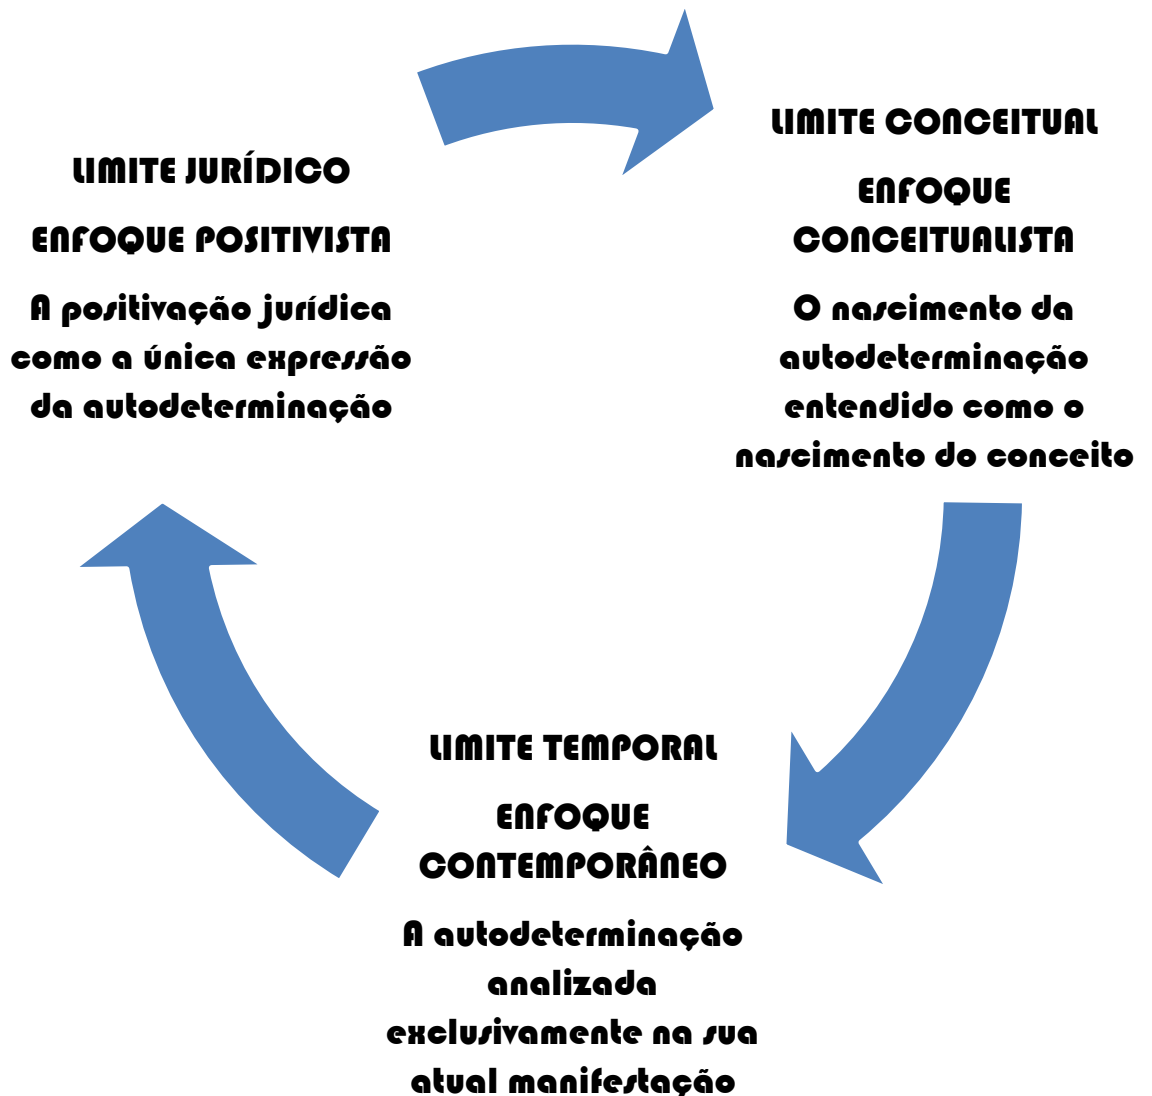 LIMITE JURÍDICO
ENFOQUE POSITIVISTA
A positivação jurídica
como a única expressão
da autodeterminação
LIMITE CONCEITUAL
ENFOQUE
CONCEITUALISTA
O nascimento da
autodeterminação
entendido como o
nascimento do conceito
LIMITE TEMPORAL
ENFOQUE
CONTEMPORÂNEO
A autodeterminação
analizada
exclusivamente na sua
atual manifestação